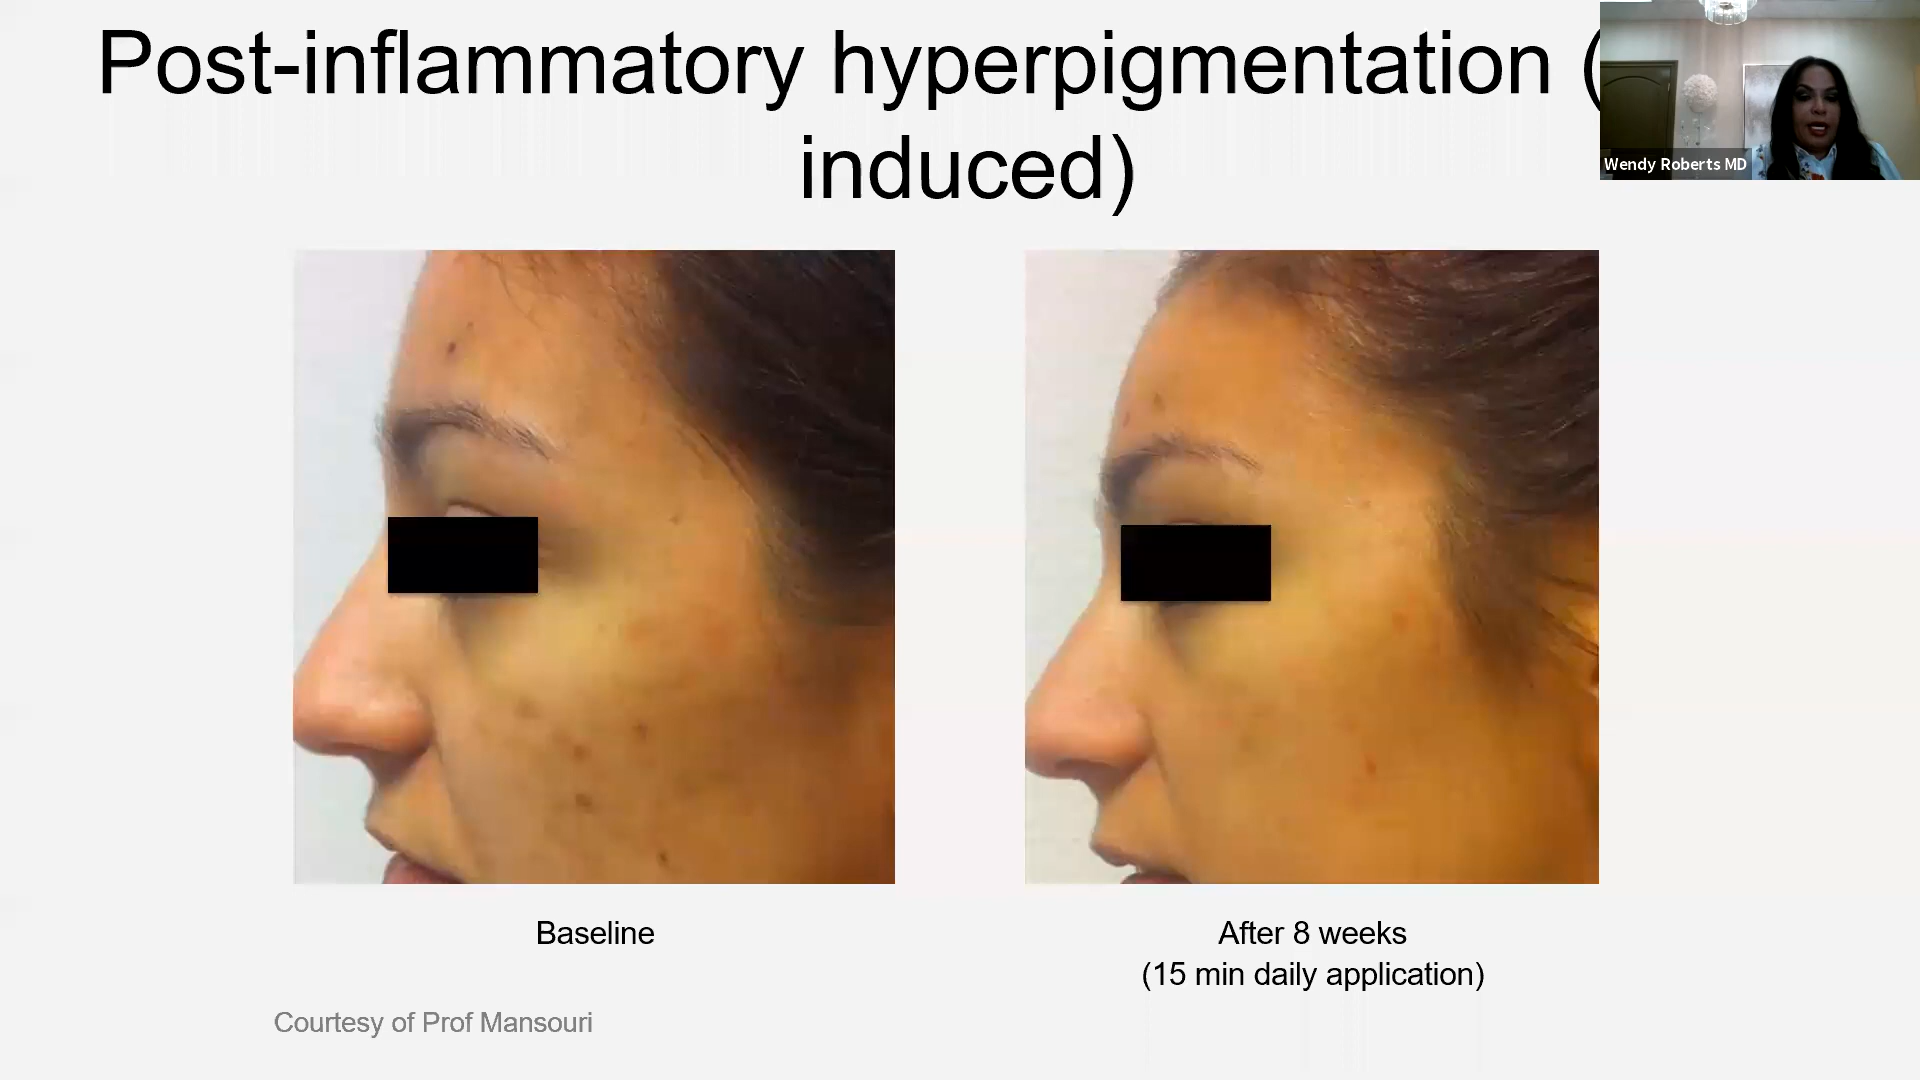 Post-inflammatory hyperpigmentation (
induced)
Wendy Roberts MD
Baseline
After 8 weeks
(15 min daily application)
Courtesy of Prof Mansouri